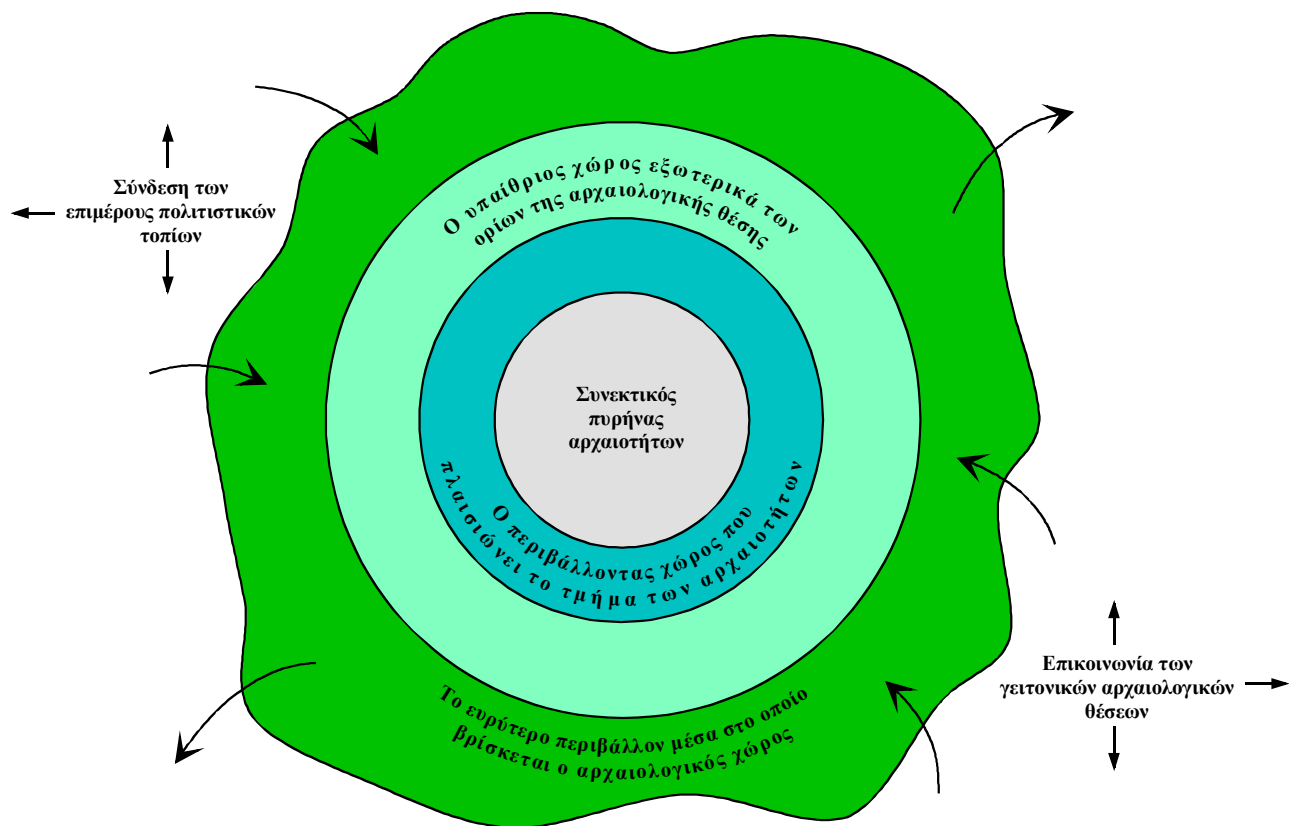 Ο υπαίθριος χώρος εξωτερικά των
ορίων της αρχαιολογικής θέσης
Σύνδεση των
επιμέρους πολιτιστικών
τοπίων
Συνεκτικός
πυρήνας
αρχαιοτήτων
Ο περιβάλλοντας χώρος που
πλαισιώνει το τμήμα των αρχαιοτήτων
Επικοινωνία των
γειτονικών αρχαιολογικών
θέσεων
Το ευρύτερο περιβάλλον μέσα στο οποίο
βρίσκεται ο αρχαιολογικός χώρος